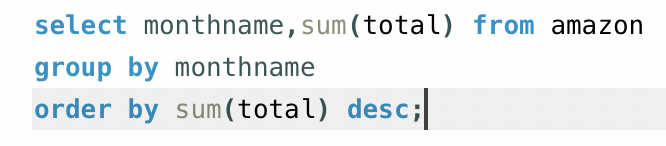 select monthname,sum(total) from amazon
group by monthname
order by sum(total) desc;